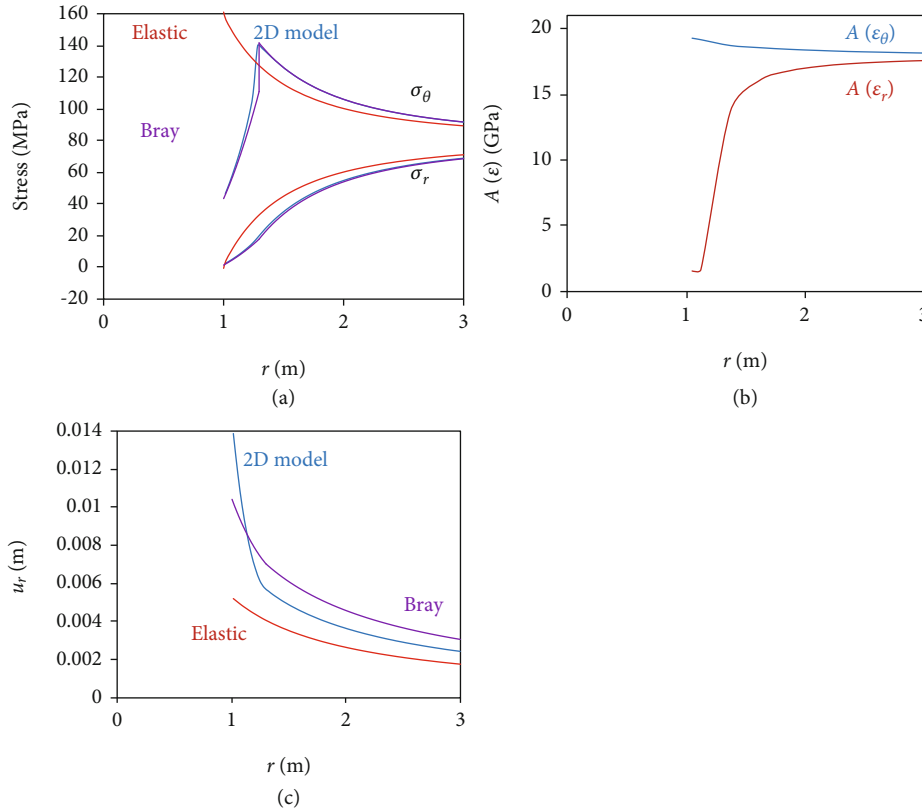 160
140
120
100
80
60
40
20
0
-20
Stress (MPa)
Elastic
2D model
Bray
σθ
σr
0
1
2
3
r (m)
(a)
20
15
10
5
0
A (ε) (GPa)
A (εθ)
A (εr)
0
1
2
3
r (m)
(b)
0.014
0.012
0.01
0.008
0.006
0.004
0.002
0
ur (m)
2D model
Bray
Elastic
0
1
2
3
r (m)
(c)